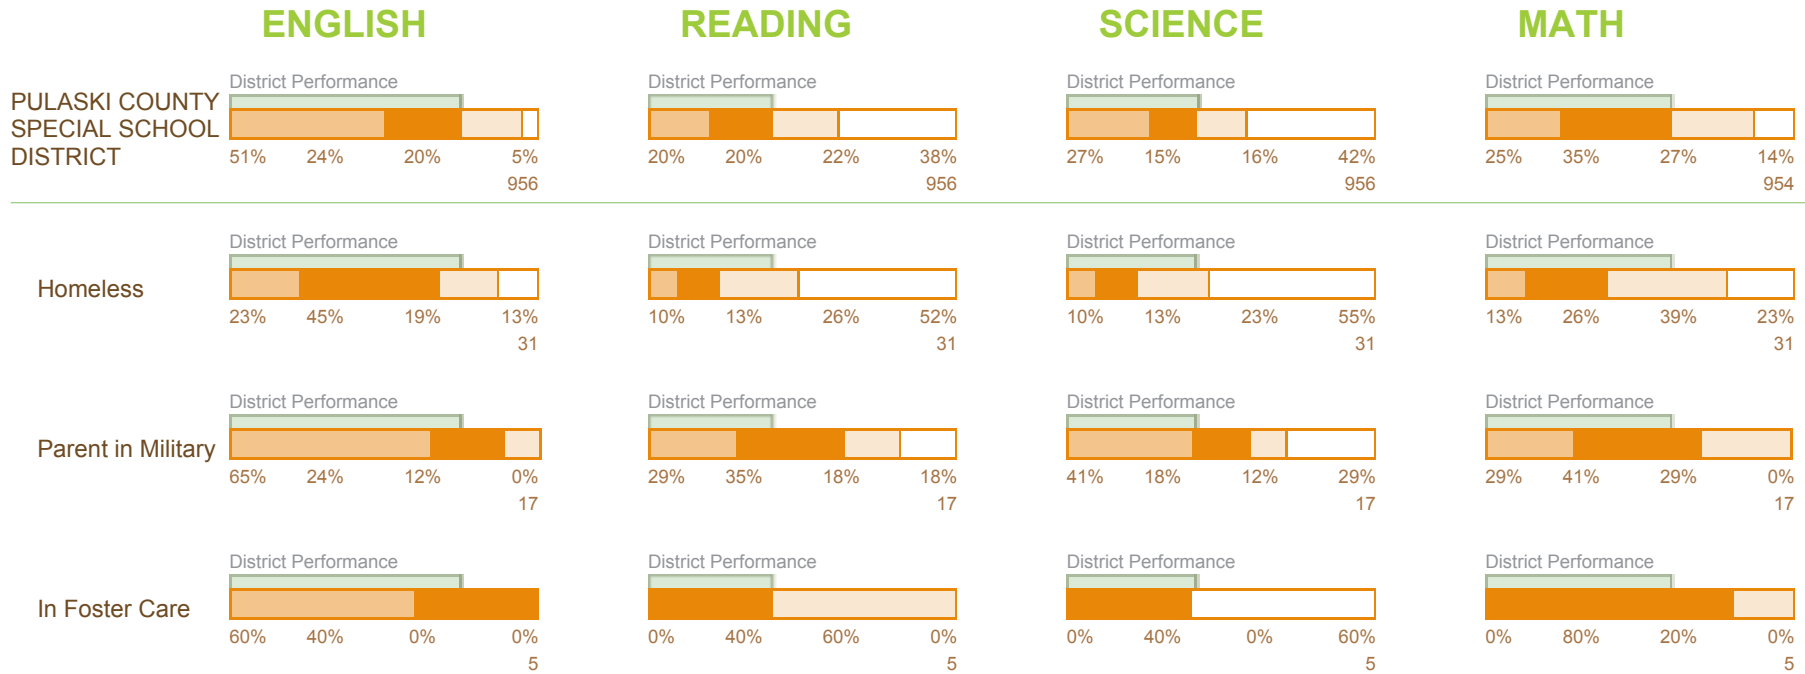 ENGLISH READING SCIENCE MATH
District Performance District Performance District Performance District Performance
PULASKI COUNTY
SPECIAL SCHOOL
DISTRICT
51% 24% 20% 5% 20% 20% 22% 38% 27% 15% 16% 42% 25% 35% 27% 14%
956 956 956 954
District Performance District Performance District Performance District Performance
Homeless
23% 45% 19% 13% 10% 13% 26% 52% 10% 13% 23% 55% 13% 26% 39% 23%
31 31 31 31
District Performance District Performance District Performance District Performance
Parent in Military
65% 24% 12% 0% 29% 35% 18% 18% 41% 18% 12% 29% 29% 41% 29% 0%
17 17 17 17
District Performance District Performance District Performance District Performance
In Foster Care
60% 40% 0% 0% 0% 40% 60% 0% 0% 40% 0% 60% 0% 80% 20% 0%
5 5 5 5